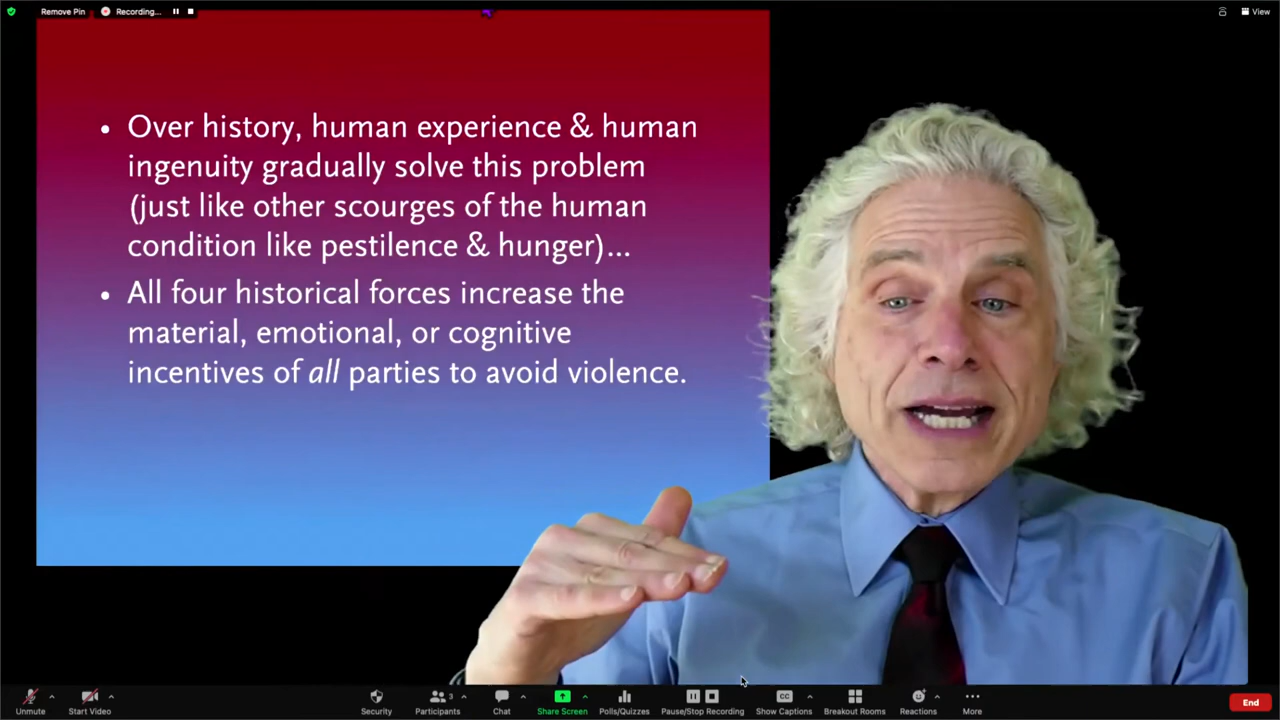 Remove Pin
Recording...
View
• Over history, human experience & human
ingenuity gradually solve this problem
(just like other scourges of the human
condition like pestilence & hunger)...
• All four historical forces increase the
material, emotional, or cognitive
incentives of all parties to avoid violence.
3
CC
Unmute
Start Video
Security
Participants
Chat
Share Screen
Polls/Quizzes
Pause/Stop Recording
Show Captions
Breakout Rooms
Reactions
More
End